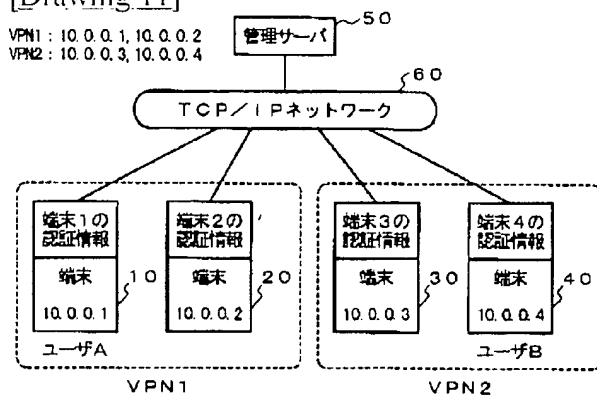 [Drawing 11]
VPN1：10.0.0.1, 10.0.0.2
VPN2：10.0.0.3, 10.0.0.4
管理サーバ
50
60
TCP／IPネットワーク
端末1の
認証情報
端末
10.0.0.1
10
ユーザA
端末2の
認証情報
端末
10.0.0.2
20
端末3の
認証情報
端末
10.0.0.3
30
端末4の
認証情報
端末
10.0.0.4
40
ユーザB
VPN1
VPN2